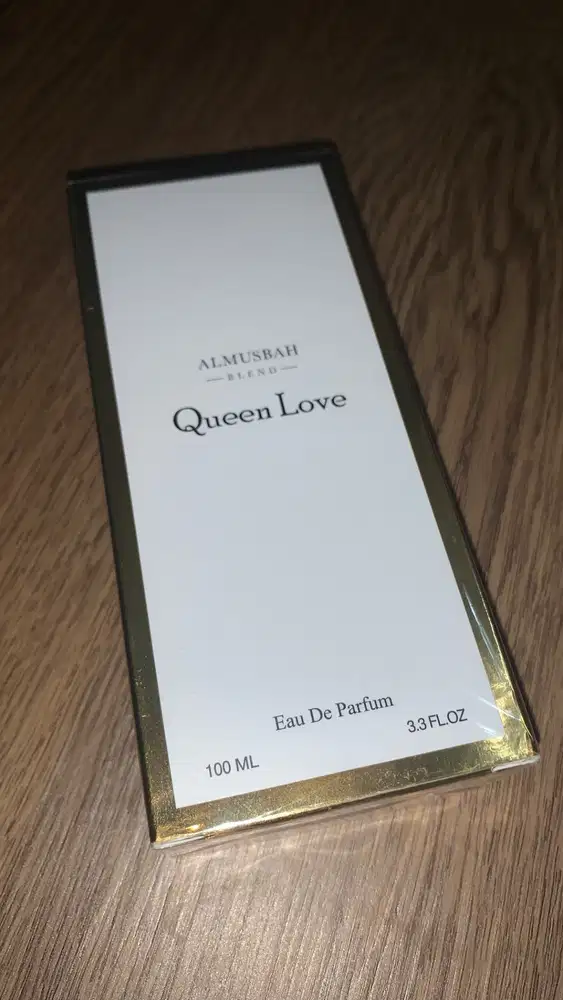 ALMUSBAH
— BLEND —
Queen Love
Eau De Parfum
100 ML
3.3 FL.OZ